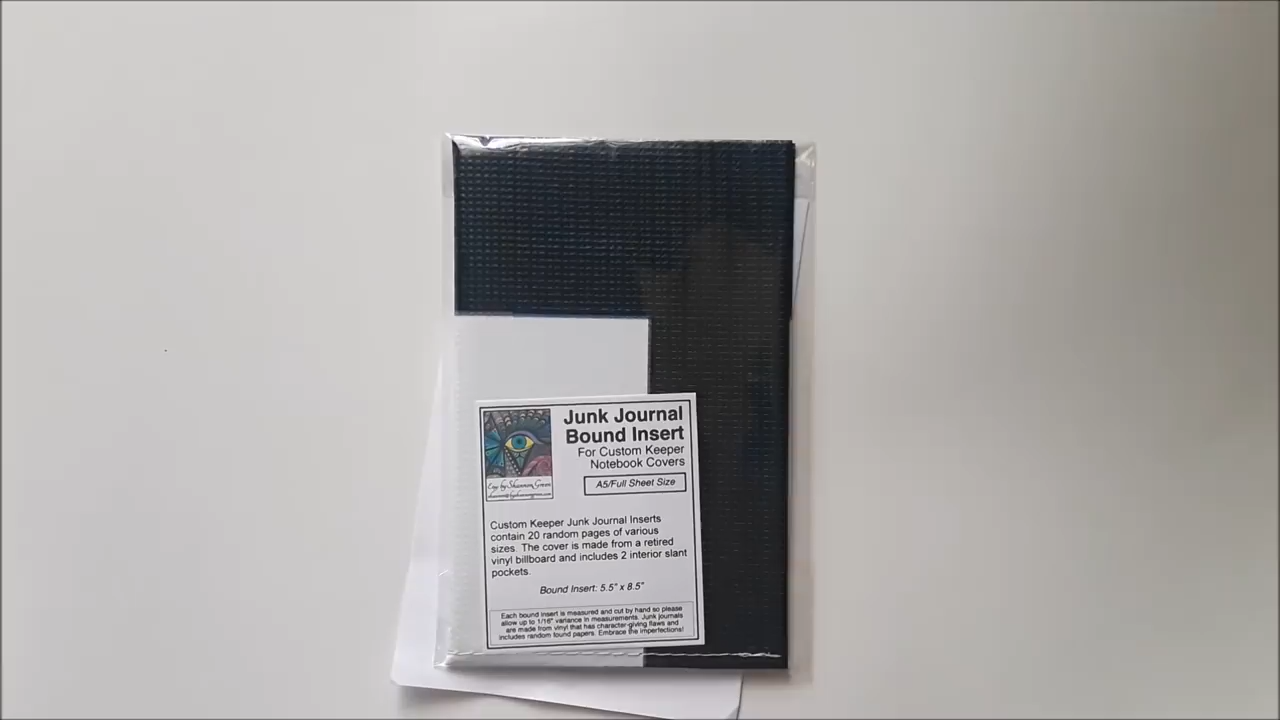 Junk Journal
Bound Insert
For Custom Keeper
Notebook Covers
A5/Full Sheet Size
by Shannon Green
Custom Keeper Junk Journal Inserts
contain 20 random pages of various
sizes. The cover is made from a retired
vinyl billboard and includes 2 interior slant
pockets.
Bound Insert: 5.5" x 8.5"
Each bound insert is measured and cut by hand so please
allow up to 1/16" variance in measurements. Junk journals
are made from vinyl that has character-giving flaws and
includes random found papers. Embrace the imperfections!